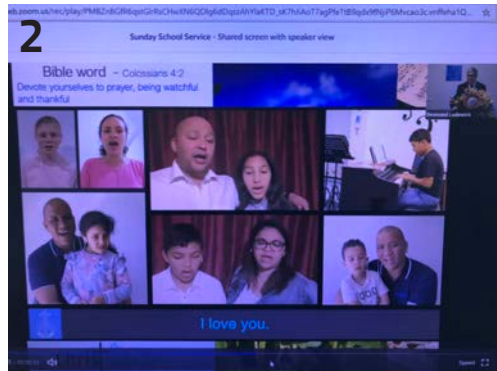 2
Sunday School Service - Shared screen with speaker view
Bible word - Colossians 4:2
Devote yourselves to prayer, being watchful
and thankful
I love you.
Speed